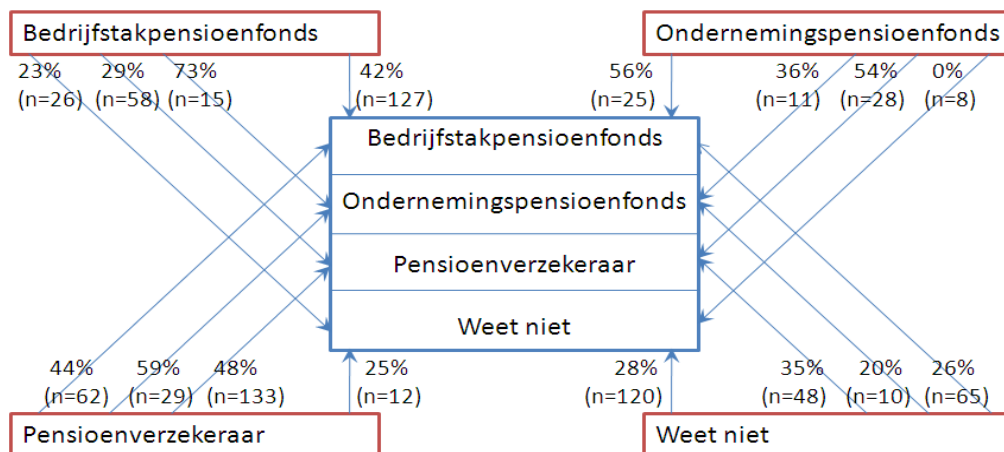 Bedrijfstakpensioenfonds Ondernemingspensioenfonds
23% 29% 73% 42% 56% 36% 54% 0%
(n=26) (n=58) (n=15) (n=127) (n=25) (n=11) (n=28) (n=8)
Bedrijfstakpensioenfonds
Ondernemingspensioenfonds
Pensioenverzekeraar
Weet niet
44% 59% 48% 25% 28% 35% 20% 26%
(n=62) (n=29) (n=133) (n=12) (n=120) (n=48) (n=10) (n=65)
Pensioenverzekeraar Weet niet